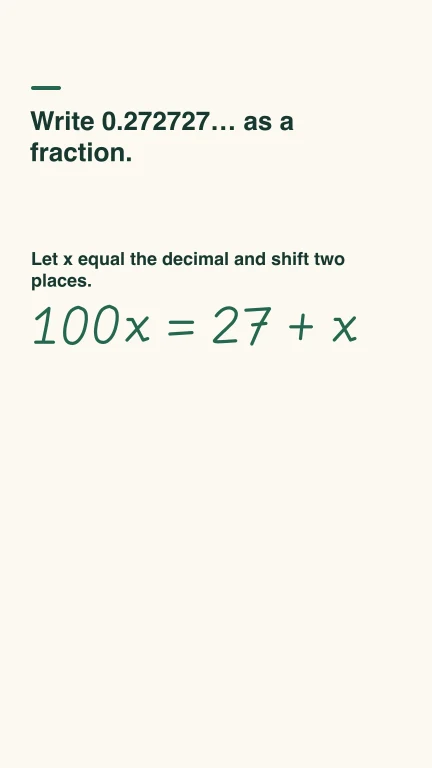 Write 0.272727... as a
fraction.
Let x equal the decimal and shift two
places.
100x = 27 + x